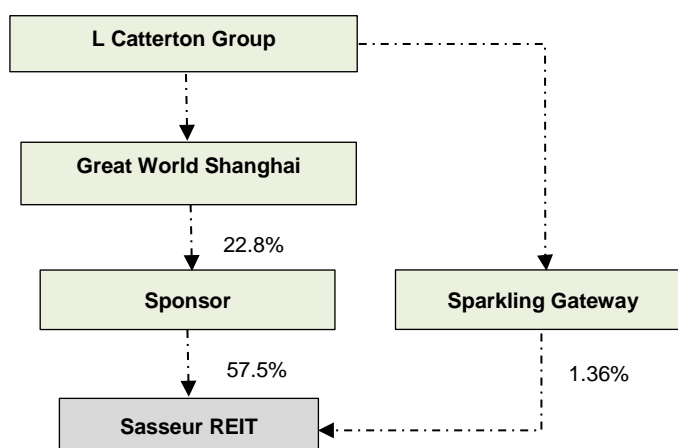 L Catterton Group
Great World Shanghai
22.8%
Sponsor
Sparkling Gateway
57.5%
1.36%
Sasseur REIT